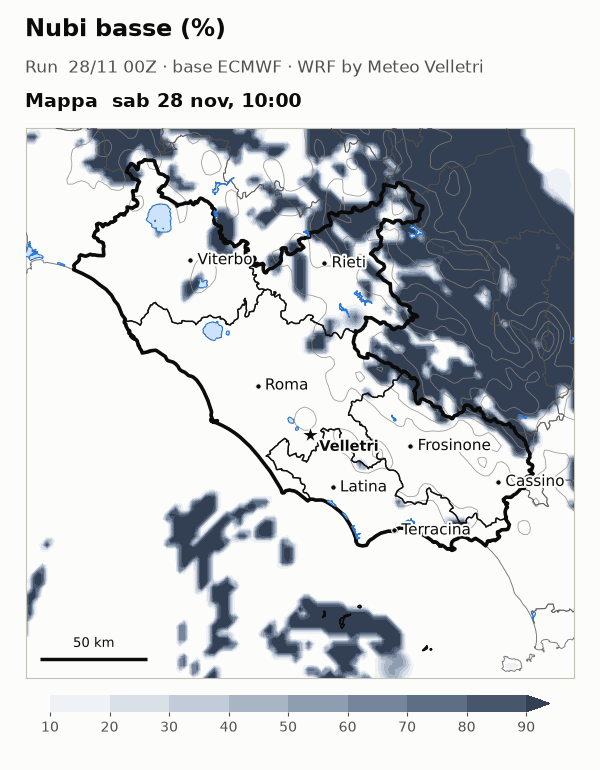 Nubi basse (%)
Run  28/11 00Z · base ECMWF · WRF by Meteo Velletri
Mappa  sab 28 nov, 10:00
Viterbo
Rieti
Roma
Velletri
Frosinone
Latina
Cassino
Terracina
50 km
10 20 30 40 50 60 70 80 90